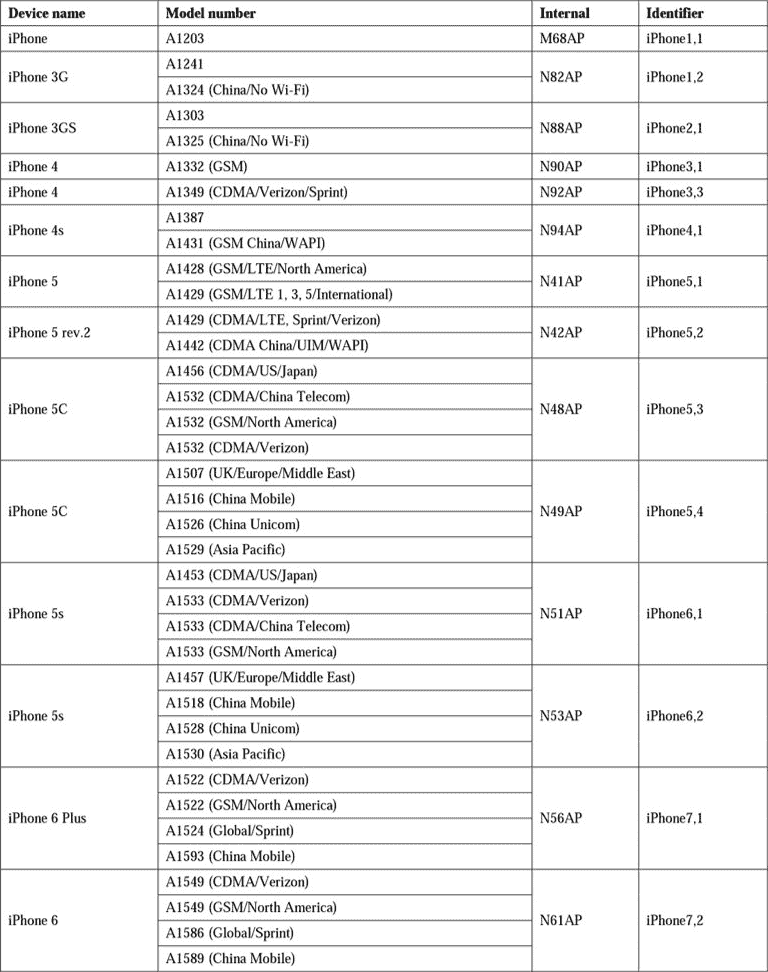 Device name Model number Internal Identifier
iPhone A1203 M68AP iPhone1,1
iPhone 3G A1241 N82AP iPhone1,2
A1324 (China/No Wi-Fi)
iPhone 3GS A1303 N88AP iPhone2,1
A1325 (China/No Wi-Fi)
iPhone 4 A1332 (GSM) N90AP iPhone3,1
iPhone 4 A1349 (CDMA/Verizon/Sprint) N92AP iPhone3,3
iPhone 4s A1387 N94AP iPhone4,1
A1431 (GSM China/WAPI)
iPhone 5 A1428 (GSM/LTE/North America) N41AP iPhone5,1
A1429 (GSM/LTE 1, 3, 5/International)
iPhone 5 rev.2 A1429 (CDMA/LTE, Sprint/Verizon) N42AP iPhone5,2
A1442 (CDMA China/UIM/WAPI)
iPhone 5C A1456 (CDMA/US/Japan) N48AP iPhone5,3
A1532 (CDMA/China Telecom)
A1532 (GSM/North America)
A1532 (CDMA/Verizon)
iPhone 5C A1507 (UK/Europe/Middle East) N49AP iPhone5,4
A1516 (China Mobile)
A1526 (China Unicom)
A1529 (Asia Pacific)
iPhone 5s A1453 (CDMA/US/Japan) N51AP iPhone6,1
A1533 (CDMA/Verizon)
A1533 (CDMA/China Telecom)
A1533 (GSM/North America)
iPhone 5s A1457 (UK/Europe/Middle East) N53AP iPhone6,2
A1518 (China Mobile)
A1528 (China Unicom)
A1530 (Asia Pacific)
iPhone 6 Plus A1522 (CDMA/Verizon) N56AP iPhone7,1
A1522 (GSM/North America)
A1524 (Global/Sprint)
A1593 (China Mobile)
iPhone 6 A1549 (CDMA/Verizon) N61AP iPhone7,2
A1549 (GSM/North America)
A1586 (Global/Sprint)
A1589 (China Mobile)